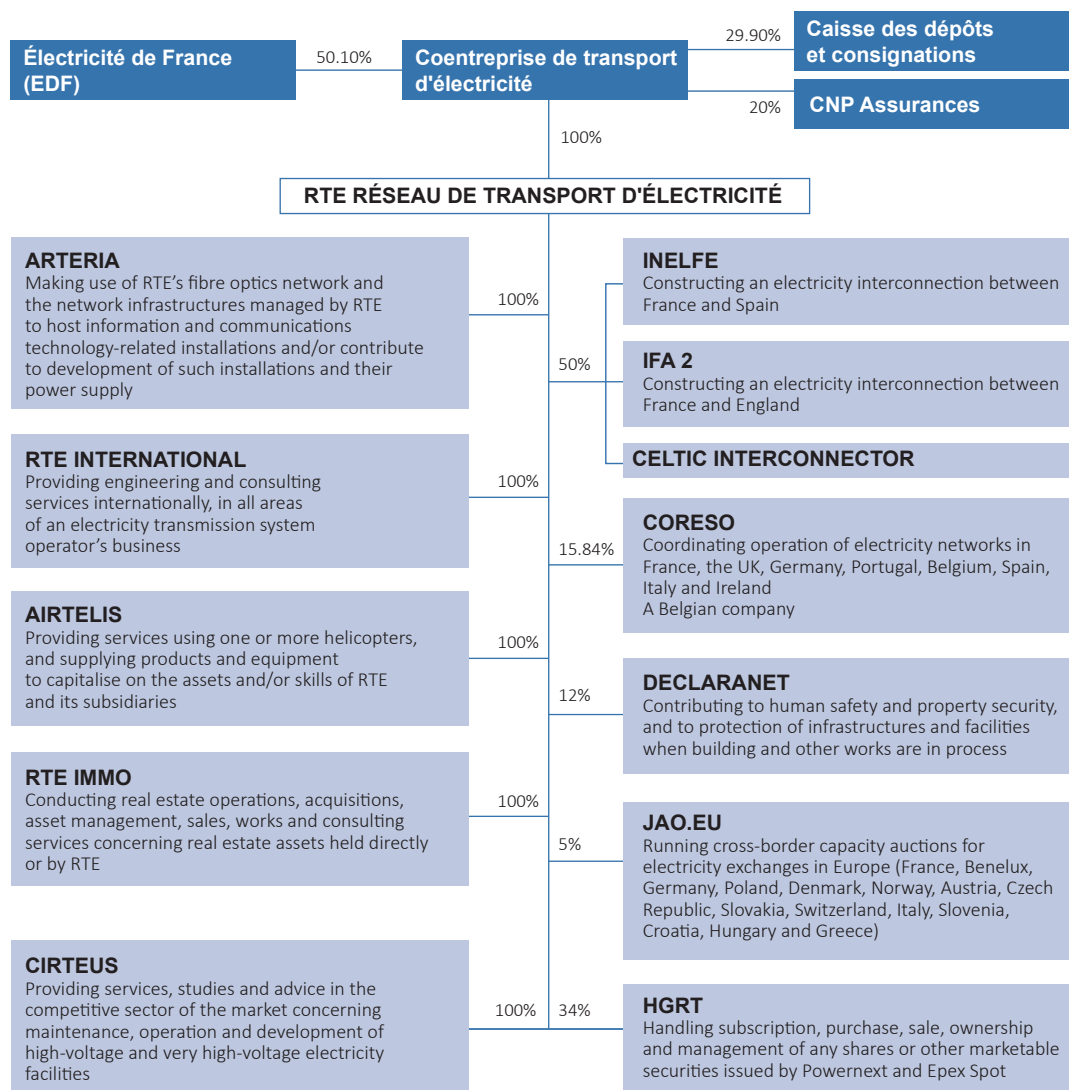 Électricité de France
(EDF)
50.10%
Coentreprise de transport
d'électricité
29.90%
Caisse des dépôts
et consignations
20%
CNP Assurances
100%
RTE RÉSEAU DE TRANSPORT D'ÉLECTRICITÉ
ARTERIA
Making use of RTE's fibre optics network and
the network infrastructures managed by RTE
to host information and communications
technology-related installations and/or contribute
to development of such installations and their
power supply
100%
RTE INTERNATIONAL
Providing engineering and consulting
services internationally, in all areas
of an electricity transmission system
operator's business
100%
AIRTELIS
Providing services using one or more helicopters,
and supplying products and equipment
to capitalise on the assets and/or skills of RTE
and its subsidiaries
100%
RTE IMMO
Conducting real estate operations, acquisitions,
asset management, sales, works and consulting
services concerning real estate assets held directly
or by RTE
100%
CIRTEUS
Providing services, studies and advice in the
competitive sector of the market concerning
maintenance, operation and development of
high-voltage and very high-voltage electricity
facilities
100%
50%
INELFE
Constructing an electricity interconnection between
France and Spain
IFA 2
Constructing an electricity interconnection between
France and England
CELTIC INTERCONNECTOR
15.84%
CORESO
Coordinating operation of electricity networks in
France, the UK, Germany, Portugal, Belgium, Spain,
Italy and Ireland
A Belgian company
12%
DECLARANET
Contributing to human safety and property security,
and to protection of infrastructures and facilities
when building and other works are in process
5%
JAO.EU
Running cross-border capacity auctions for
electricity exchanges in Europe (France, Benelux,
Germany, Poland, Denmark, Norway, Austria, Czech
Republic, Slovakia, Switzerland, Italy, Slovenia,
Croatia, Hungary and Greece)
34%
HGRT
Handling subscription, purchase, sale, ownership
and management of any shares or other marketable
securities issued by Powernext and Epex Spot